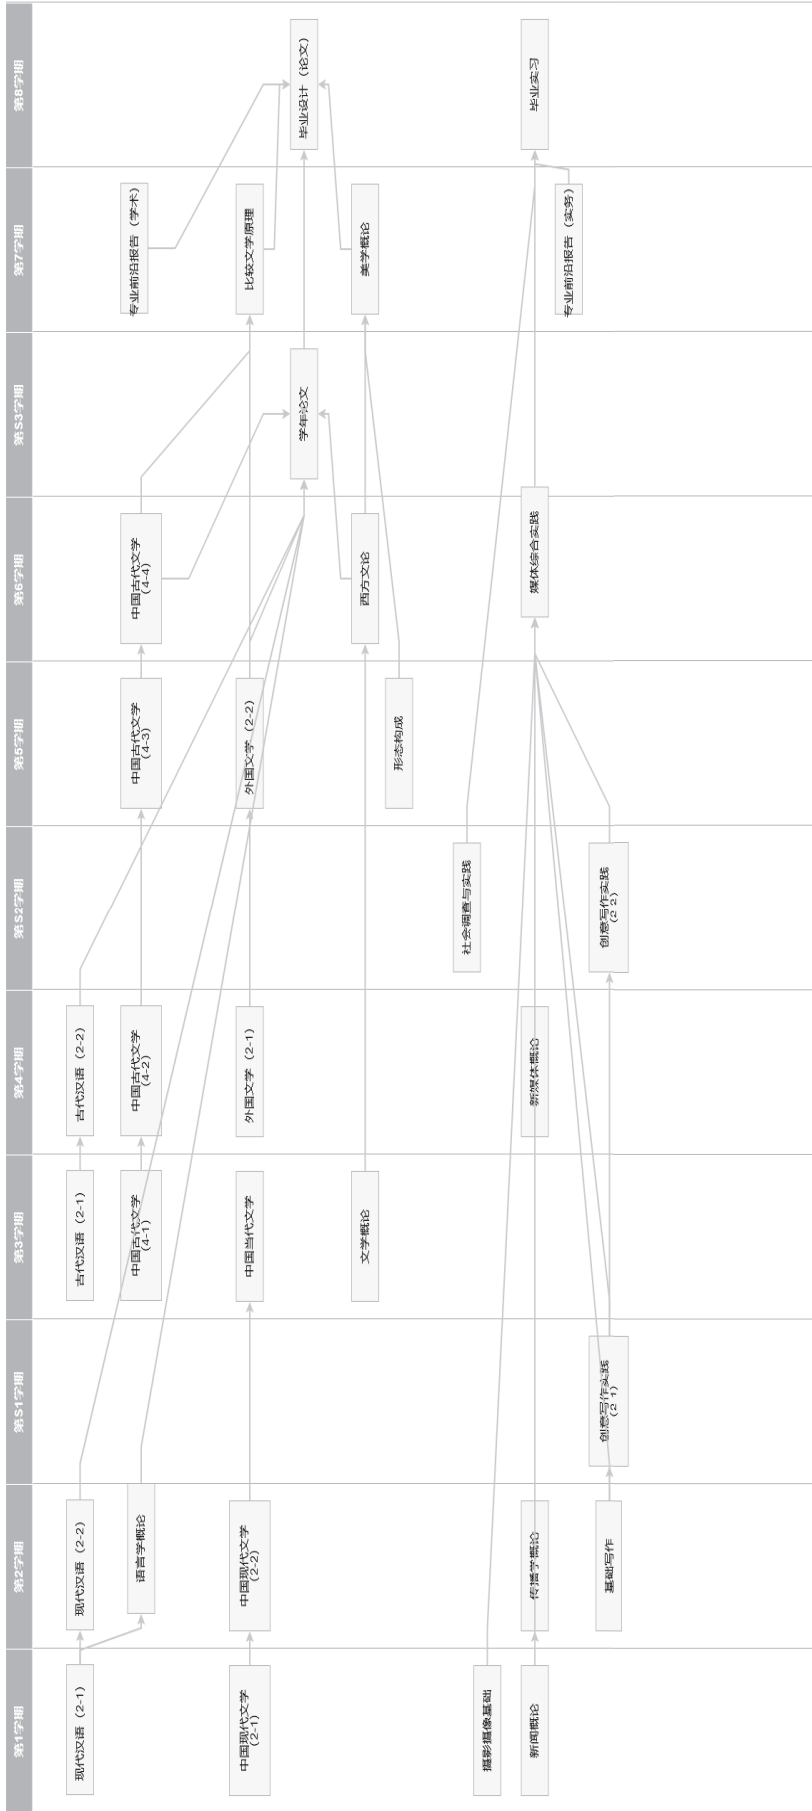 第1学期
第2学期
第S1学期
第3学期
第4学期
第S2学期
第5学期
第6学期
第S3学期
第7学期
第8学期
现代汉语（2-1）
现代汉语（2-2）
古代汉语（2-1）
古代汉语（2-2）
语言学概论
中国古代文学
(4-1)
中国古代文学
(4-2)
中国古代文学
(4-3)
中国古代文学
(4-4)
专业前沿报告（学术）
中国现代文学
(2-1)
中国现代文学
(2-2)
中国当代文学
外国文学（2-1）
外国文学（2-2）
比较文学原理
学年论文
毕业设计（论文）
文学概论
西方文论
美学概论
形态构成
社会调查与实践
摄影摄像基础
新闻概论
传播学概论
新媒体概论
媒体综合实践
毕业实习
专业前沿报告（实务）
基础写作
创意写作实践
(2 1)
创意写作实践
(2 2)